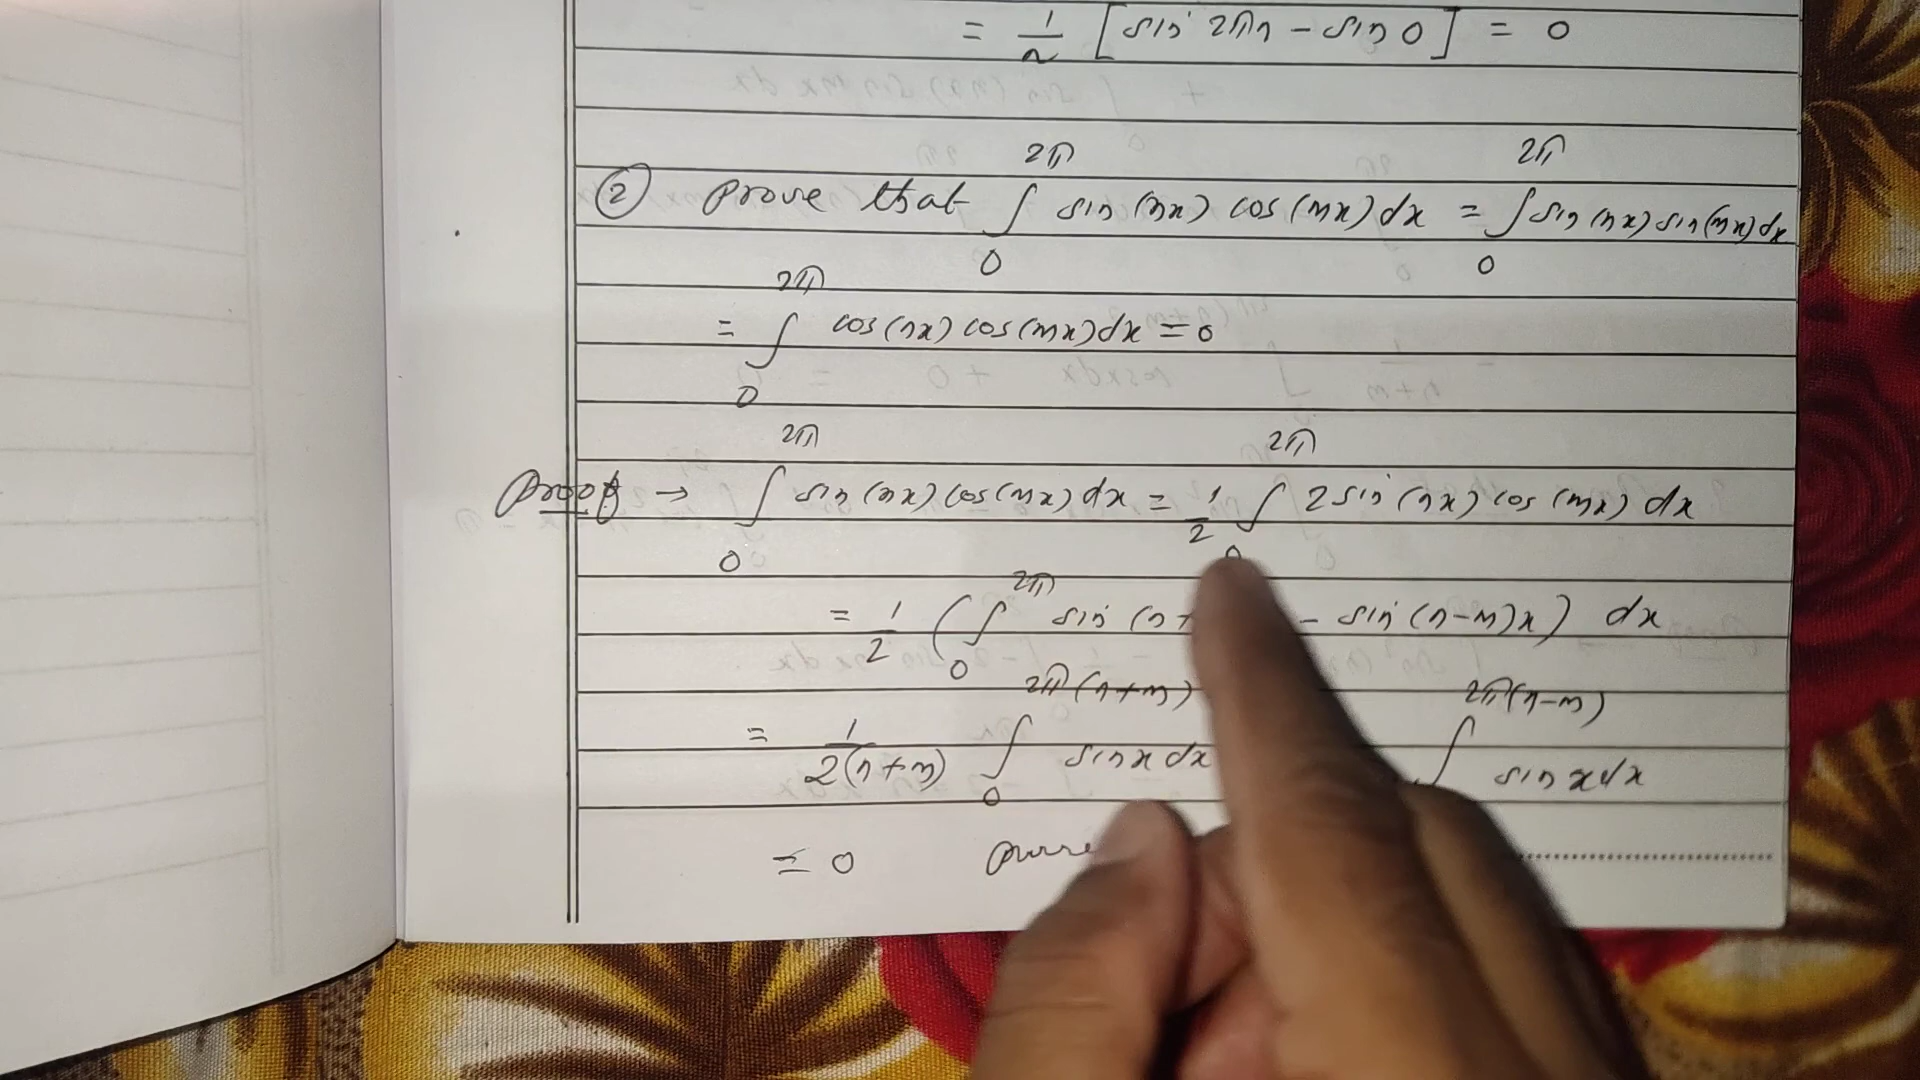 = 1/2 [sin 2πn - sin 0] = 0
② Prove that ∫₀^2π sin(nx) cos(mx) dx = ∫₀^2π sin(nx) sin(mx) dx
= ∫₀^2π cos(nx) cos(mx) dx = 0
Proof → ∫₀^2π sin(nx) cos(mx) dx = 1/2 ∫₀^2π 2 sin(nx) cos(mx) dx
= 1/2 (∫₀^2π sin (n+ - sin (n-m)x) dx
= 1/2(n+m) ∫₀^2π(n+m) sinx dx ∫^2π(n-m) sin x dx
= 0